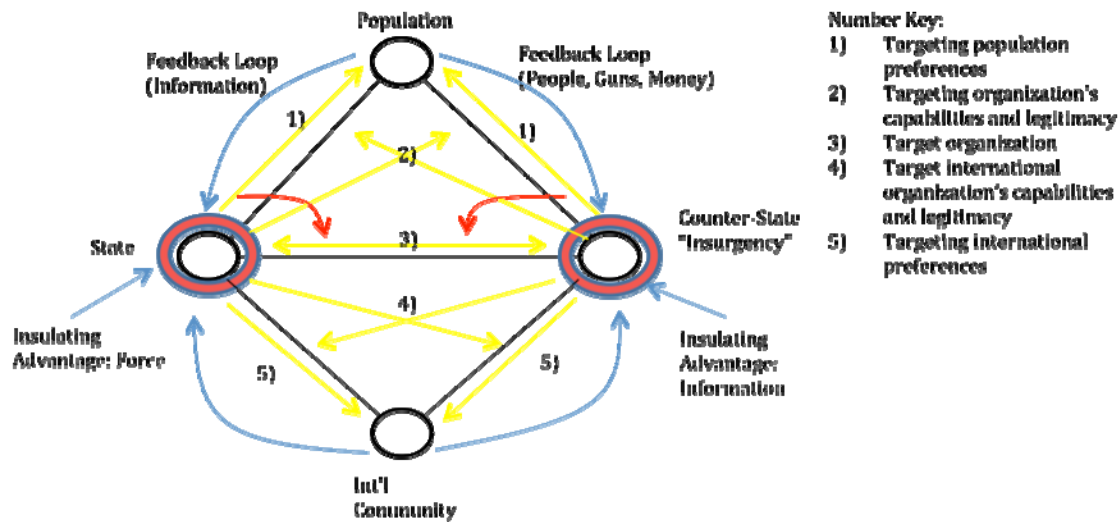 Population
Feedback Loop
(Information)
Feedback Loop
(People, Guns, Money)
1)
1)
2)
State
3)
Counter-State
"Insurgency"
4)
Insulating
Advantage: Force
5)
5)
Insulating
Advantage:
Information
Int'l
Community
Number Key:
1) Targeting population
preferences
2) Targeting organization's
capabilities and legitimacy
3) Target organization
4) Target international
organization's capabilities
and legitimacy
5) Targeting international
preferences